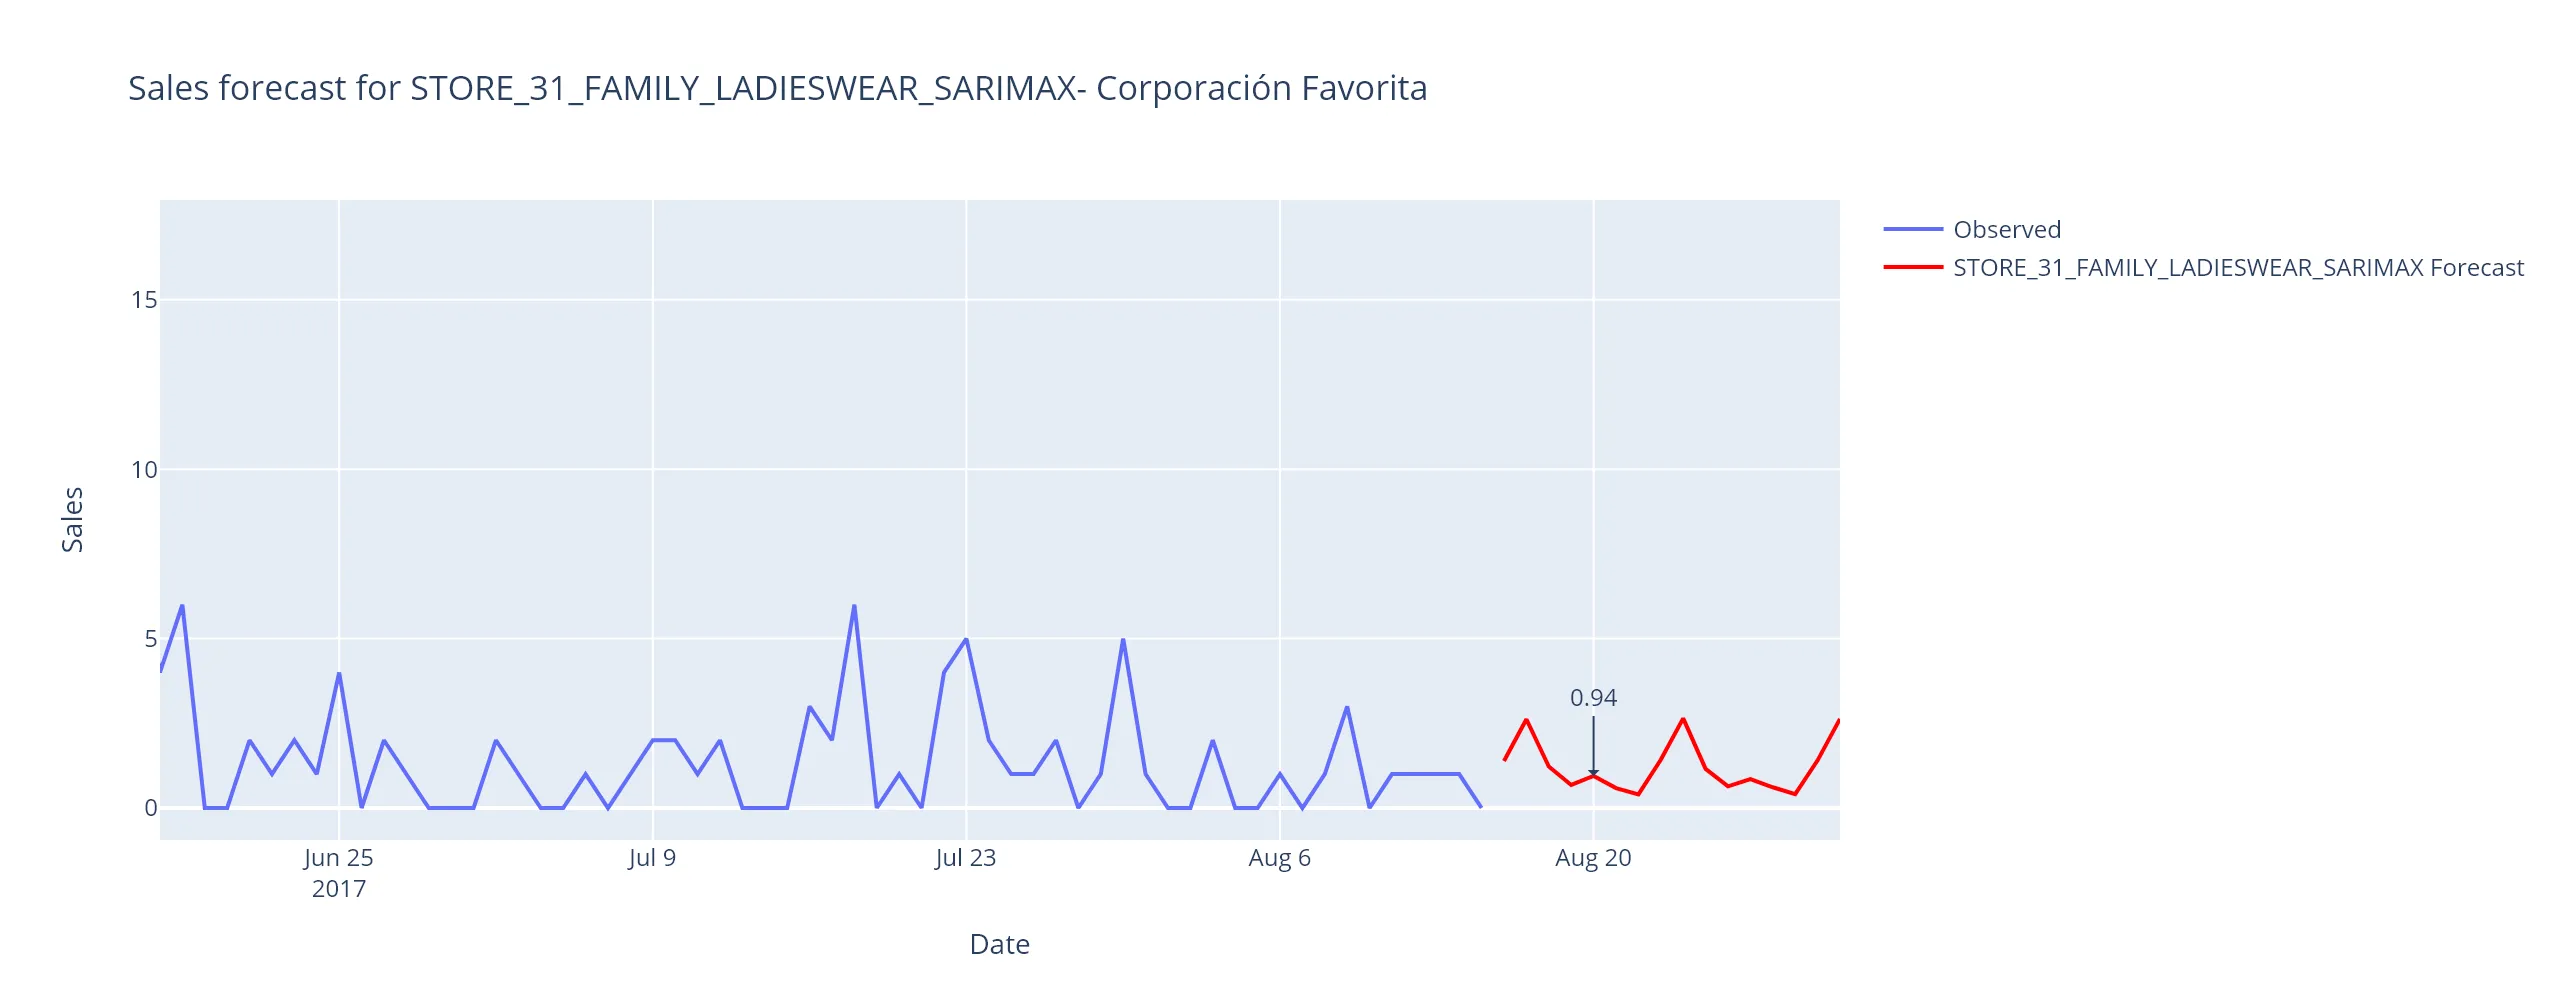 Sales forecast for STORE_31_FAMILY_LADIESWEAR_SARIMAX- Corporación Favorita
Observed
STORE_31_FAMILY_LADIESWEAR_SARIMAX Forecast
15
10
5
0
Sales
0.94
Jun 25
2017
Jul 9
Jul 23
Aug 6
Aug 20
Date